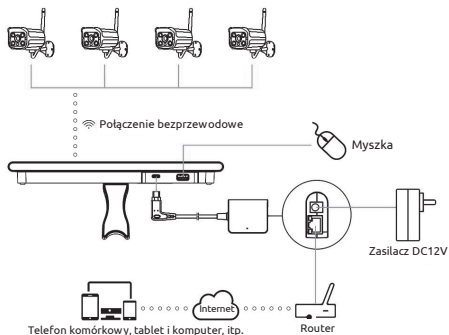 Połączenie bezprzewodowe
Myszka
Zasilacz DC12V
Internet
Telefon komórkowy, tablet i komputer, itp.
Router